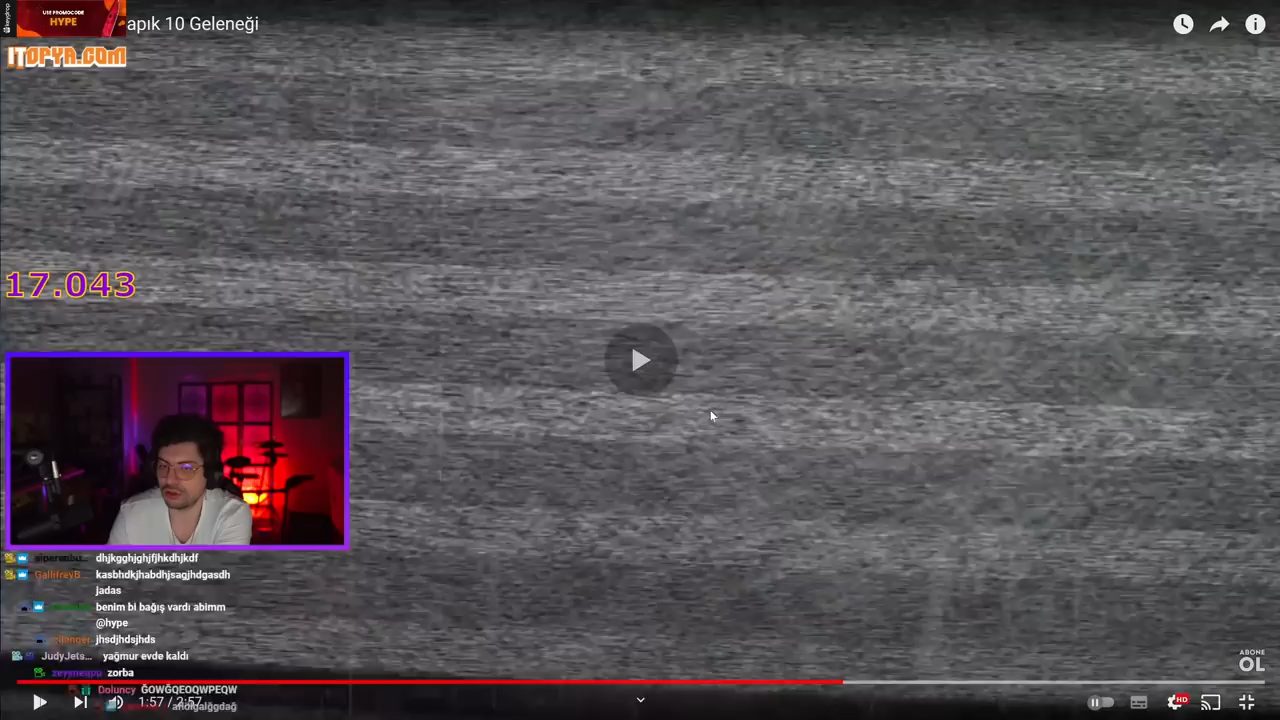 USE PROMOCODE
HYPE
apık 10 Geleneği
ITOPYA.COM
17.043
dhjkgghjghjfjhkdhjkdf
kasbhdkjhabdhjsagjhdgasdh
jadas
benim bi bağış vardı abimm
@hype
jhsdjhdsjhds
JudyJets... yağmur evde kaldı
zorba
Doluncy ĞOWĞQEOQWPEQW
1:57 / 2:57
HD
ABONE
OL